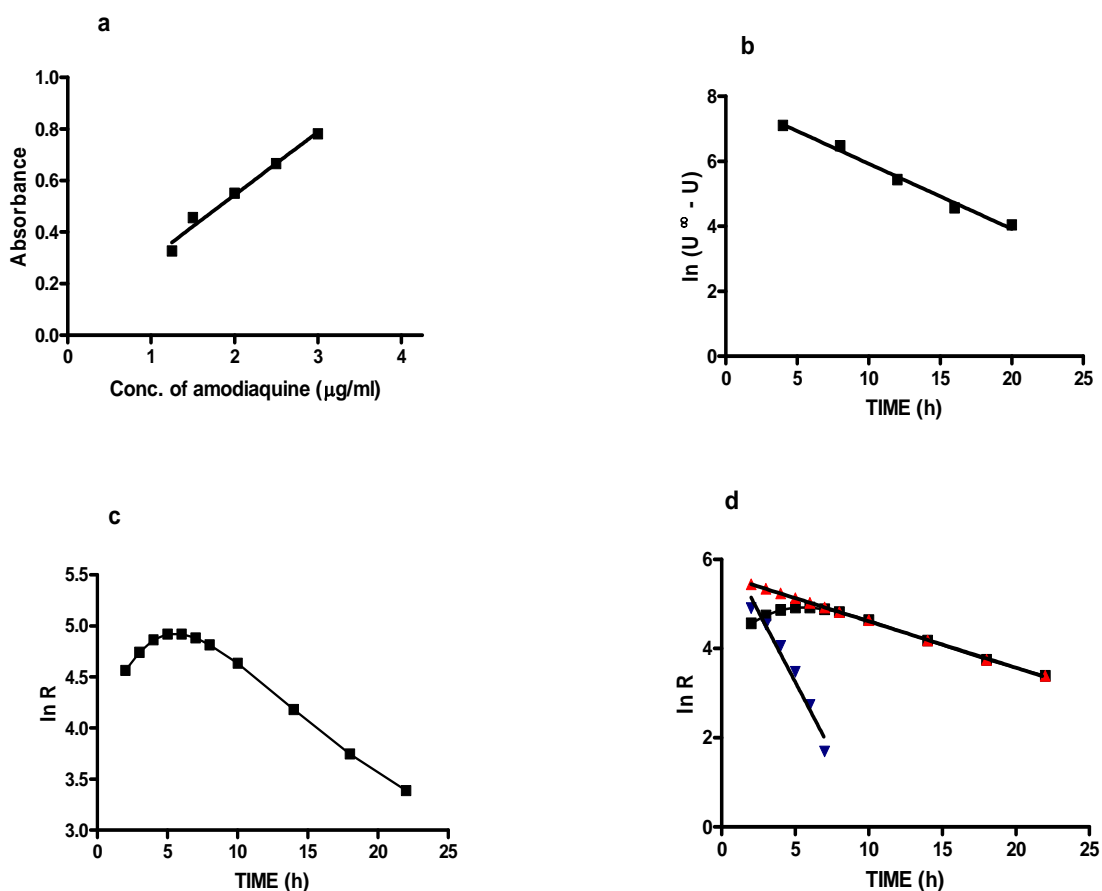 a
1.0
0.8
0.6
0.4
0.2
0.0
Absorbance
0 1 2 3 4
Conc. of amodiaquine (μg/ml)
b
8
6
4
2
0
ln (U ∞ - U)
0 5 10 15 20 25
TIME (h)
c
5.5
5.0
4.5
4.0
3.5
3.0
ln R
0 5 10 15 20 25
TIME (h)
d
6
4
2
0
ln R
0 5 10 15 20 25
TIME (h)